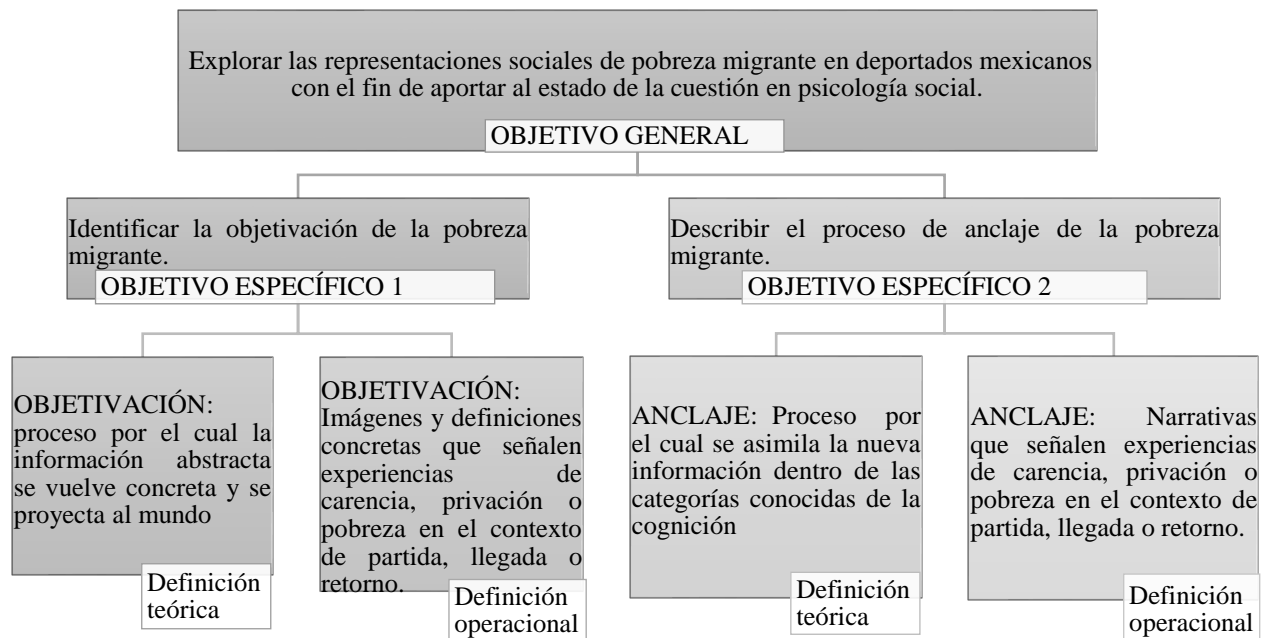 Explorar las representaciones sociales de pobreza migrante en deportados mexicanos
con el fin de aportar al estado de la cuestión en psicología social.
OBJETIVO GENERAL
Identificar la objetivación de la pobreza
migrante.
OBJETIVO ESPECÍFICO 1
Describir el proceso de anclaje de la pobreza
migrante.
OBJETIVO ESPECÍFICO 2
OBJETIVACIÓN:
proceso por el cual la
información abstracta
se vuelve concreta y se
proyecta al mundo
Definición
teórica
OBJETIVACIÓN:
Imágenes y definiciones
concretas que señalen
experiencias de
carencia, privación o
pobreza en el contexto
de partida, llegada o
retorno.
Definición
operacional
ANCLAJE: Proceso por
el cual se asimila la nueva
información dentro de las
categorías conocidas de la
cognición
Definición
teórica
ANCLAJE: Narrativas
que señalen experiencias
de carencia, privación o
pobreza en el contexto de
partida, llegada o retorno.
Definición
operacional